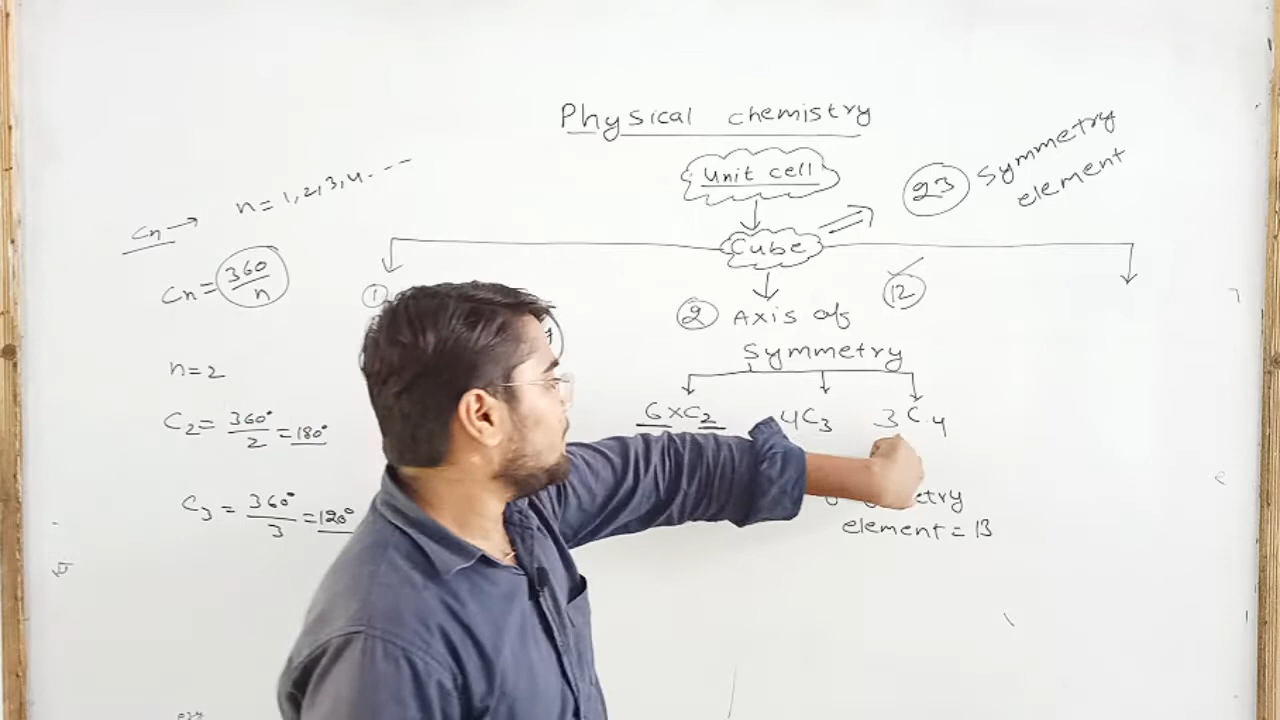 Physical chemistry
Unit cell
Cube
23 Symmetry
element
Cn → n = 1, 2, 3, 4 . . —
Cn = 360/n
n = 2
C2 = 360°/2 = 180°
C3 = 360°/3 = 120°
①
② Axis of
Symmetry
12
6×C2 4C3 3C4
element = 13